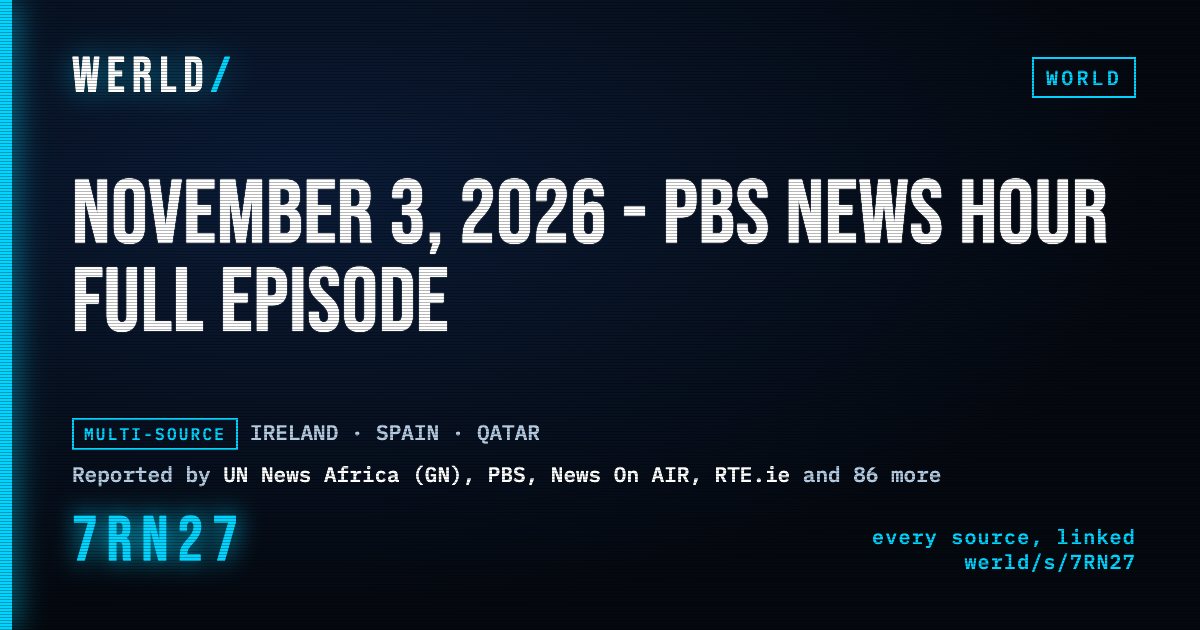 WERLD/
WORLD
NOVEMBER 3, 2026 - PBS NEWS HOUR
FULL EPISODE
MULTI-SOURCE IRELAND · SPAIN · QATAR
Reported by UN News Africa (GN), PBS, News On AIR, RTE.ie and 86 more
7RN27
every source, linked
werld/s/7RN27